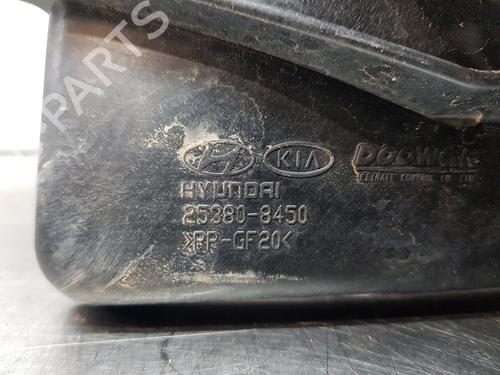 B-PARTS
KIA DOOWON
CLIMATE CONTROL CO LTD
HYUNDAI
25380-8450
>PP-GF20<